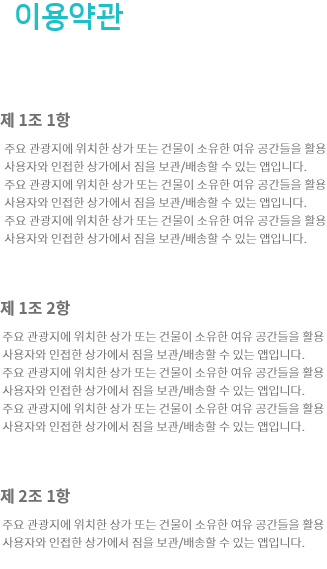 이용약관
제 1조 1항
주요 관광지에 위치한 상가 또는 건물이 소유한 여유 공간들을 활용
사용자와 인접한 상가에서 짐을 보관/배송할 수 있는 앱입니다.
주요 관광지에 위치한 상가 또는 건물이 소유한 여유 공간들을 활용
사용자와 인접한 상가에서 짐을 보관/배송할 수 있는 앱입니다.
주요 관광지에 위치한 상가 또는 건물이 소유한 여유 공간들을 활용
사용자와 인접한 상가에서 짐을 보관/배송할 수 있는 앱입니다.
제 1조 2항
주요 관광지에 위치한 상가 또는 건물이 소유한 여유 공간들을 활용
사용자와 인접한 상가에서 짐을 보관/배송할 수 있는 앱입니다.
주요 관광지에 위치한 상가 또는 건물이 소유한 여유 공간들을 활용
사용자와 인접한 상가에서 짐을 보관/배송할 수 있는 앱입니다.
주요 관광지에 위치한 상가 또는 건물이 소유한 여유 공간들을 활용
사용자와 인접한 상가에서 짐을 보관/배송할 수 있는 앱입니다.
제 2조 1항
주요 관광지에 위치한 상가 또는 건물이 소유한 여유 공간들을 활용
사용자와 인접한 상가에서 짐을 보관/배송할 수 있는 앱입니다.